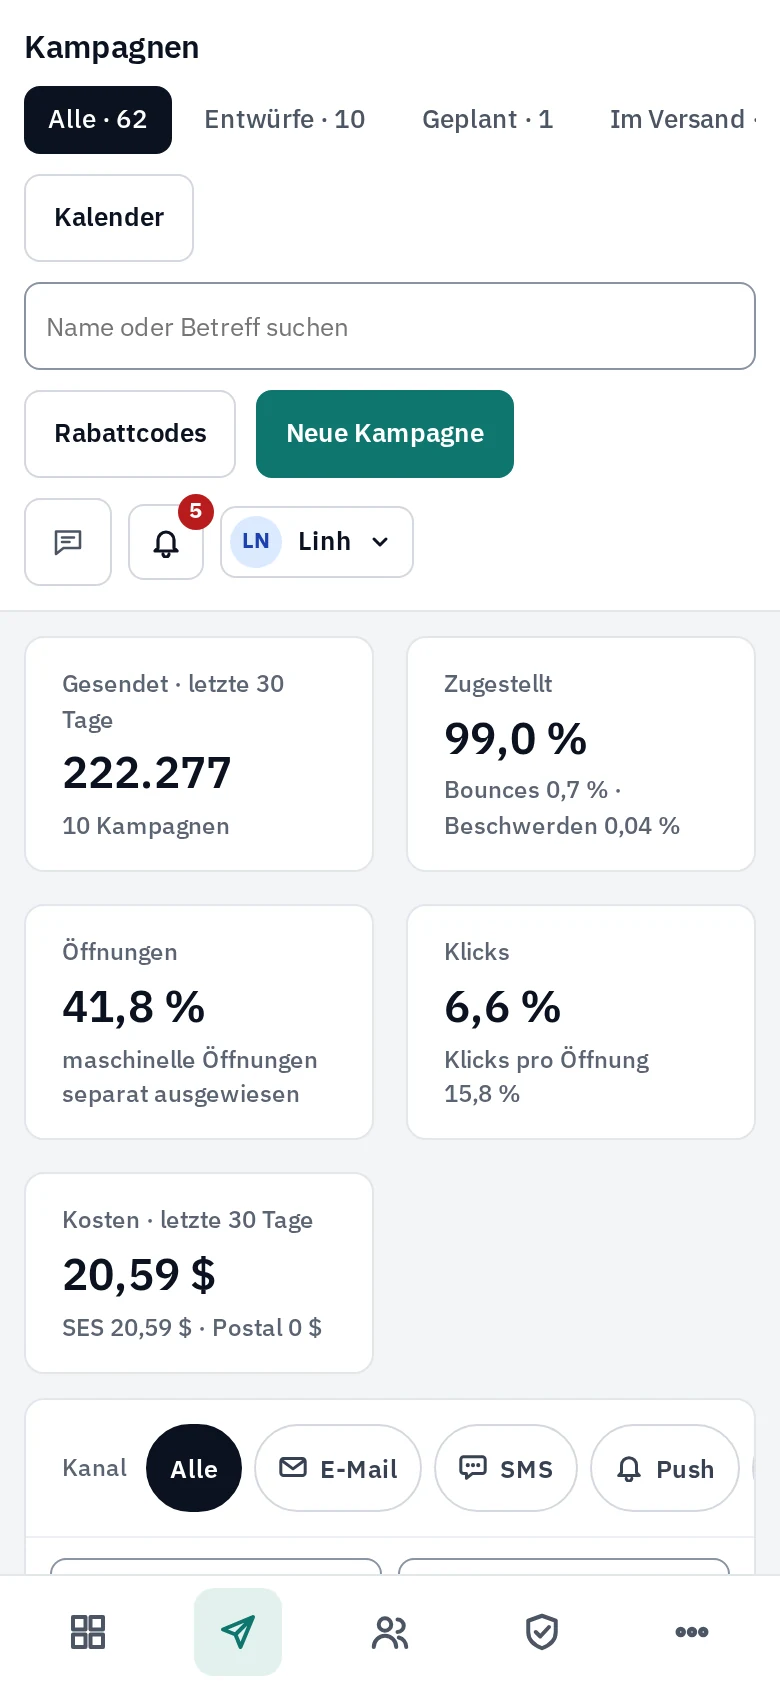 Kampagnen
Alle · 62 Entwürfe · 10 Geplant · 1 Im Versand ·
Kalender
Name oder Betreff suchen
Rabattcodes Neue Kampagne
5
LN Linh
Gesendet · letzte 30
Tage
222.277
10 Kampagnen
Zugestellt
99,0 %
Bounces 0,7 % ·
Beschwerden 0,04 %
Öffnungen
41,8 %
maschinelle Öffnungen
separat ausgewiesen
Klicks
6,6 %
Klicks pro Öffnung
15,8 %
Kosten · letzte 30 Tage
20,59 $
SES 20,59 $ · Postal 0 $
Kanal Alle E-Mail SMS Push